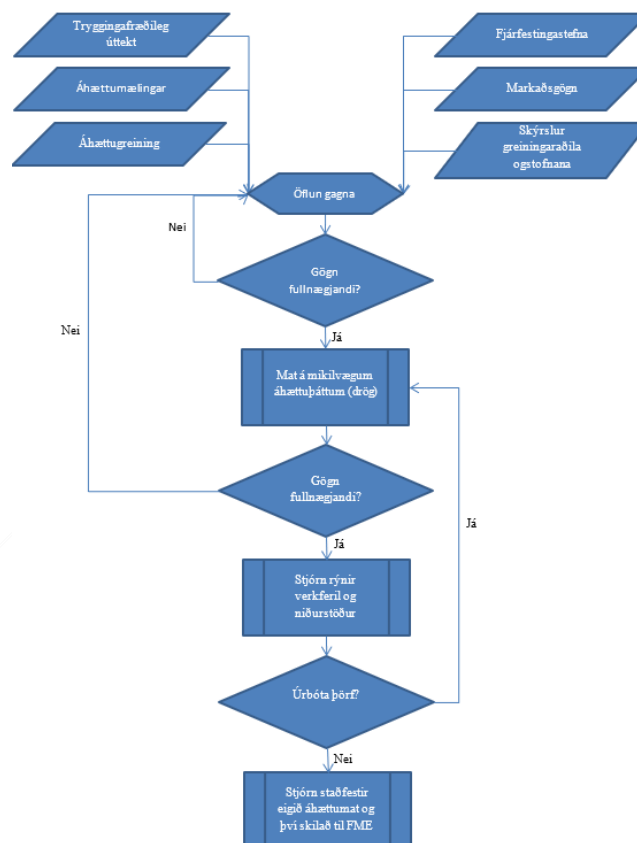 Tryggingafræðileg
úttekt
Fjárfestingastefna
Áhættumælingar
Markaðsgögn
Áhættugreining
Skýrslur
greiningaraðila
ogstofnana
Öflun gagna
Nei
Gögn
fullnægjandi?
Nei
Já
Mat á mikilvægum
áhættuþáttum (drög)
Gögn
fullnægjandi?
Já
Já
Stjórn rýnir
verkferil og
niðurstöður
Úrbóta þörf?
Nei
Stjórn staðfestir
eigið áhættumat og
því skilað til FME